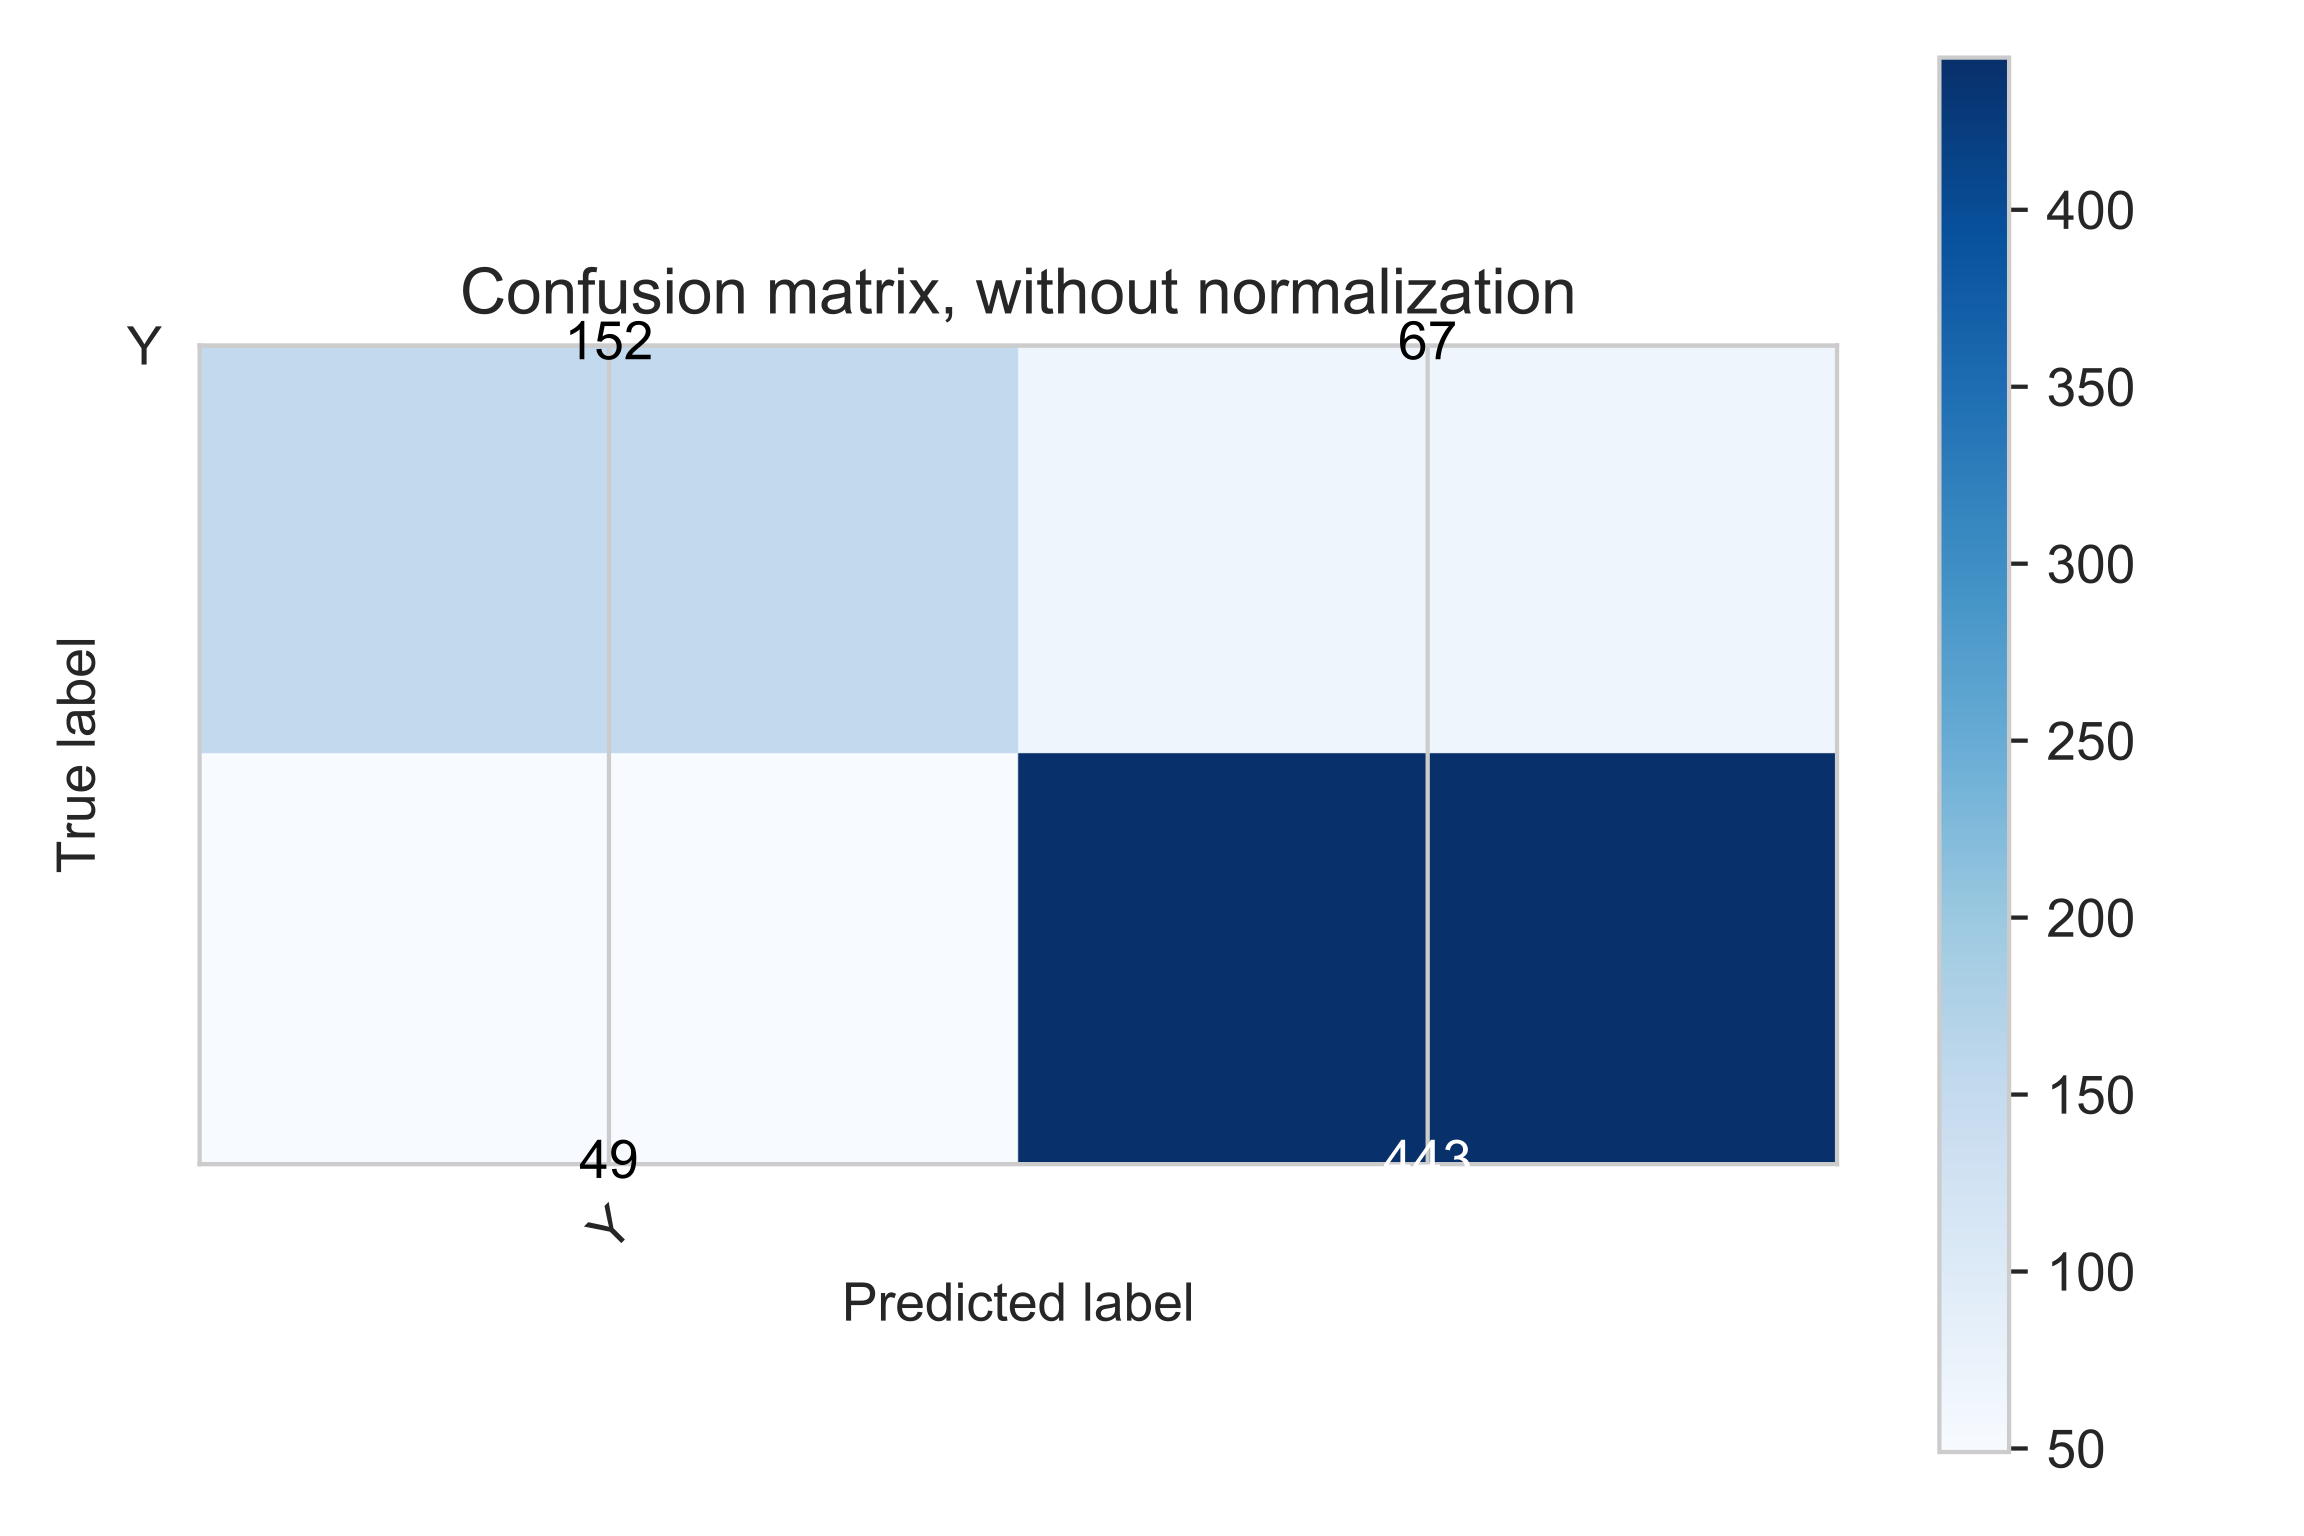 Confusion matrix, without normalization
Y
152
67
True label
49
443
Y
Predicted label
400
350
300
250
200
150
100
50